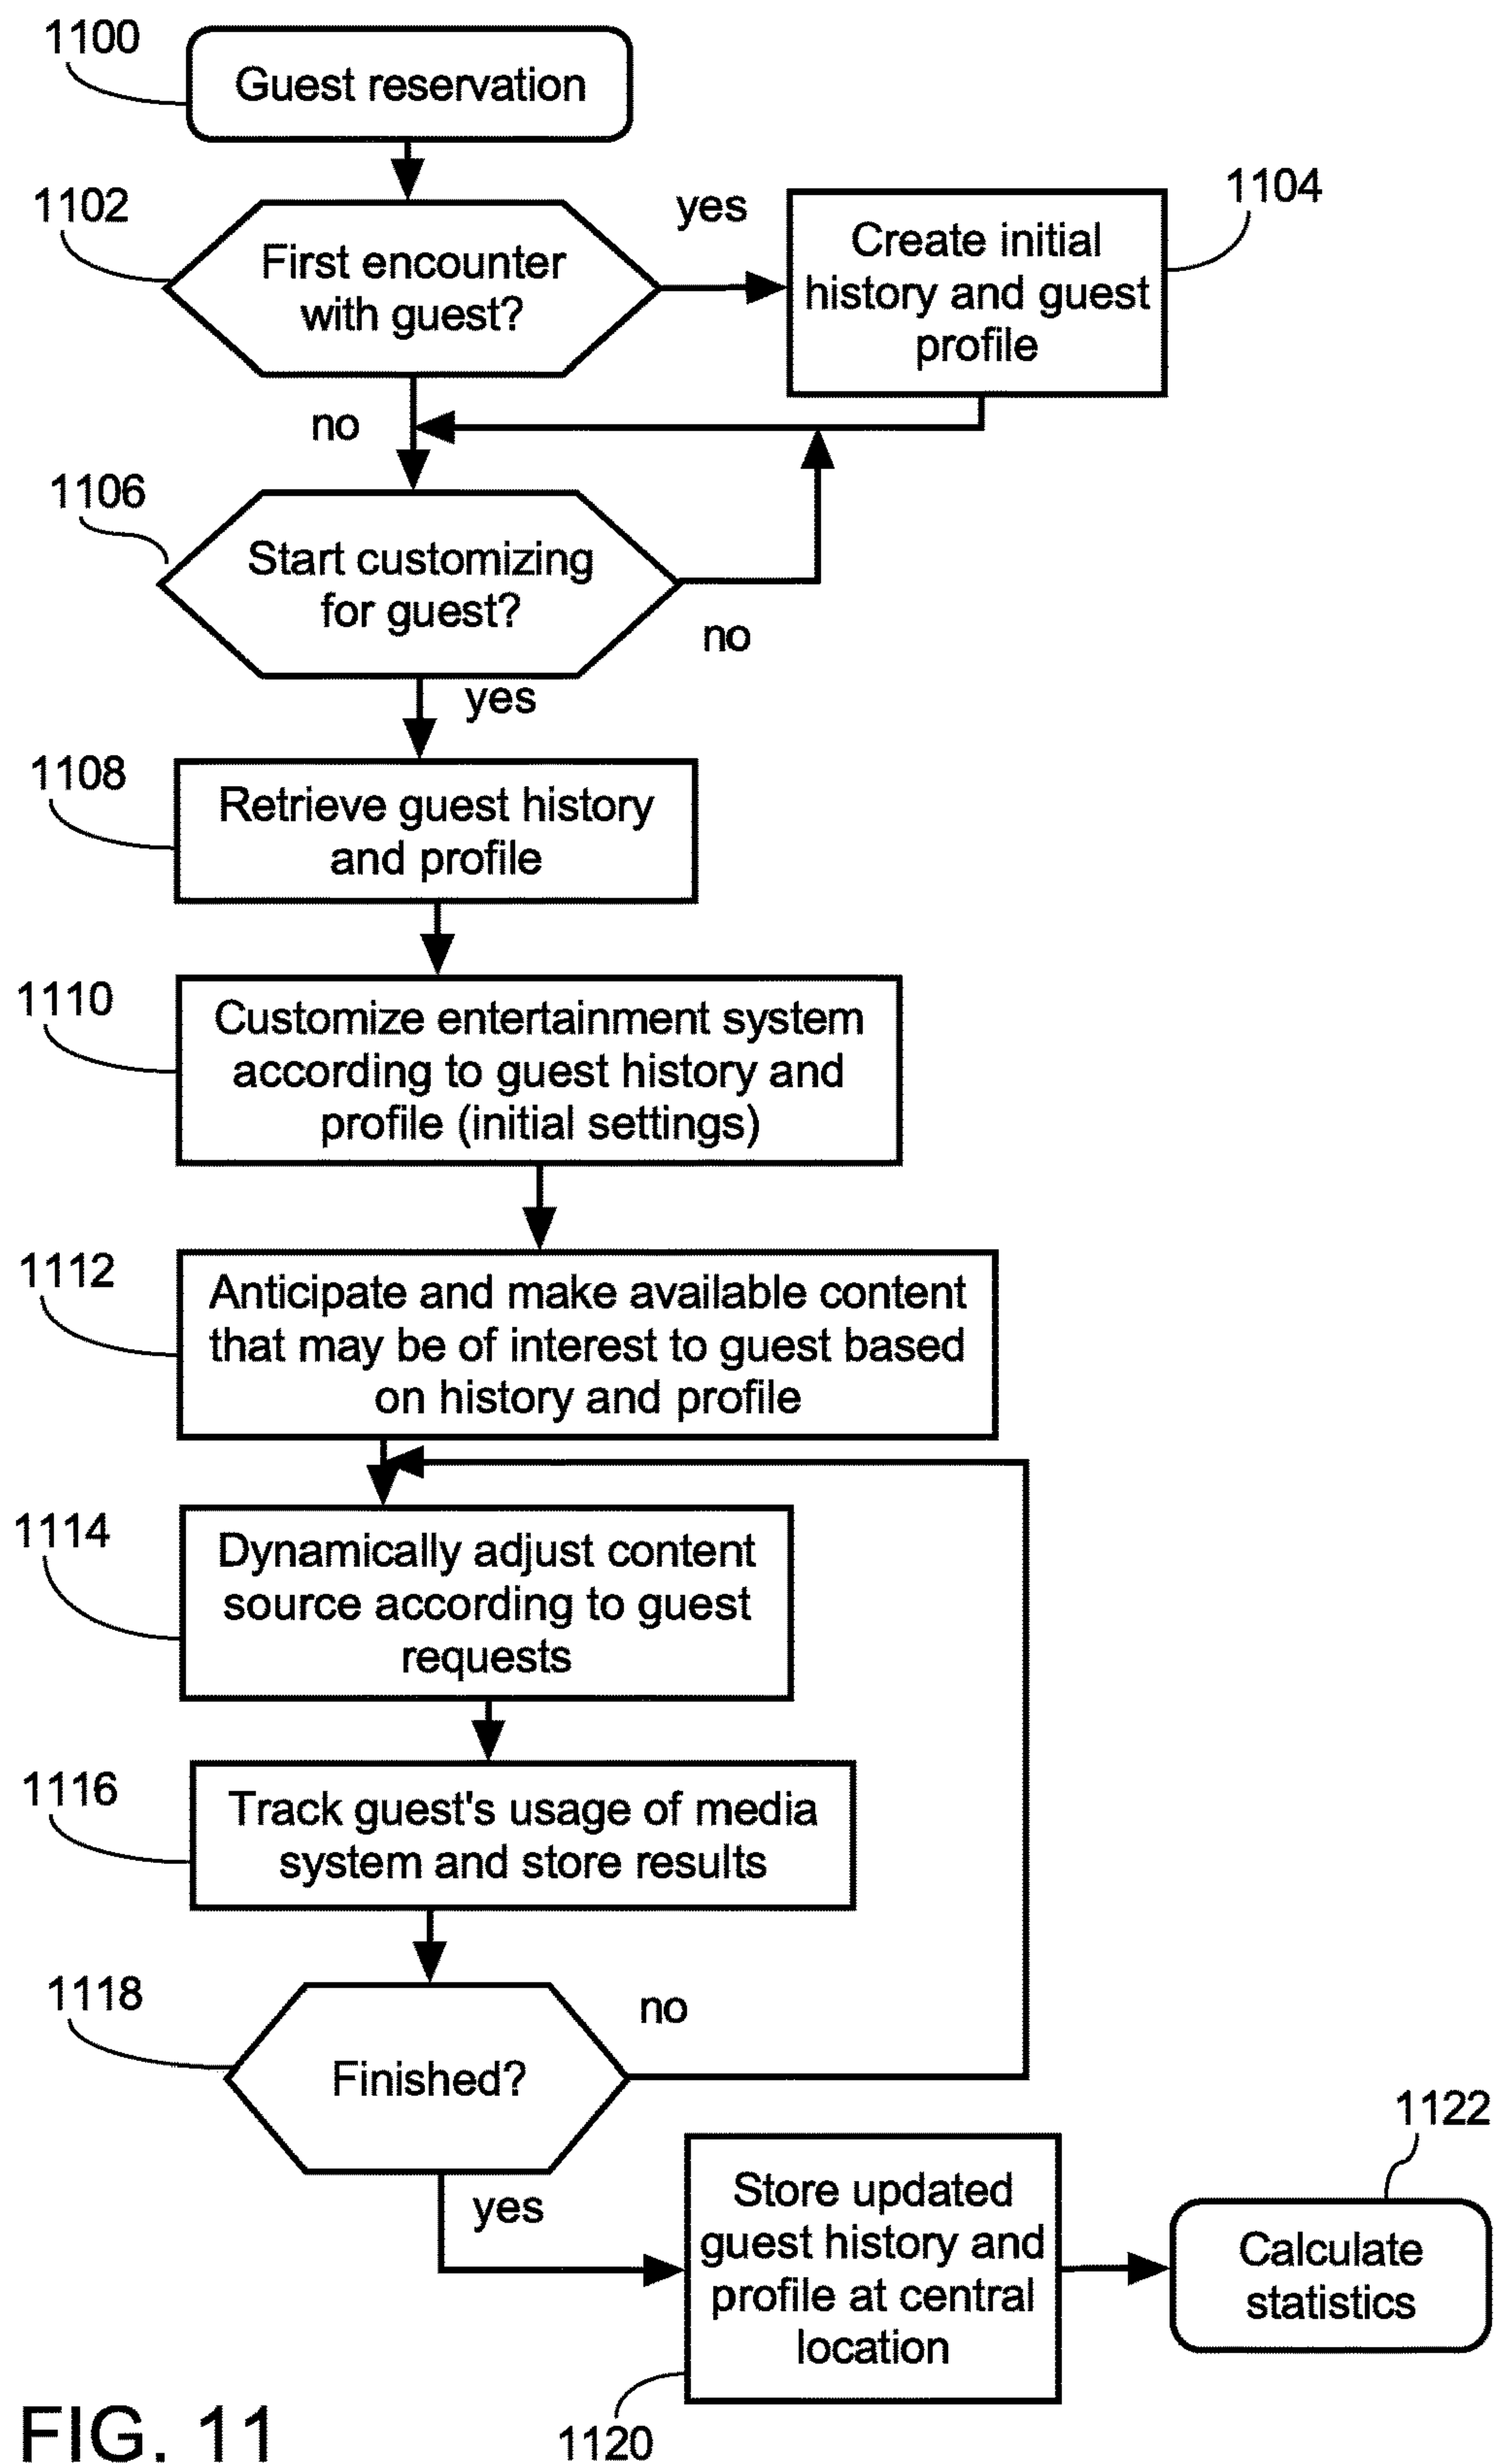 1100
Guest reservation
1102
First encounter
with guest?
yes
1104
Create initial
history and guest
profile
no
1106
Start customizing
for guest?
no
yes
1108
Retrieve guest history
and profile
1110
Customize entertainment system
according to guest history and
profile (initial settings)
1112
Anticipate and make available content
that may be of interest to guest based
on history and profile
1114
Dynamically adjust content
source according to guest
requests
1116
Track guest's usage of media
system and store results
1118
Finished?
no
yes
Store updated
guest history and
profile at central
location
1120
1122
Calculate
statistics
FIG. 11